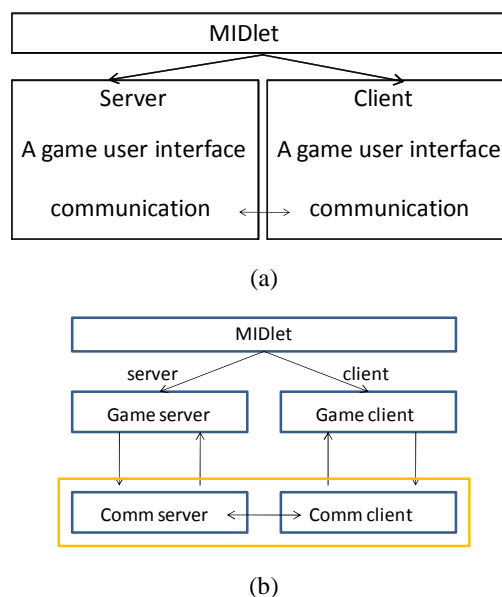 MIDlet
Server
A game user interface
communication
Client
A game user interface
communication
(a)
MIDlet
server
client
Game server
Game client
Comm server
Comm client
(b)